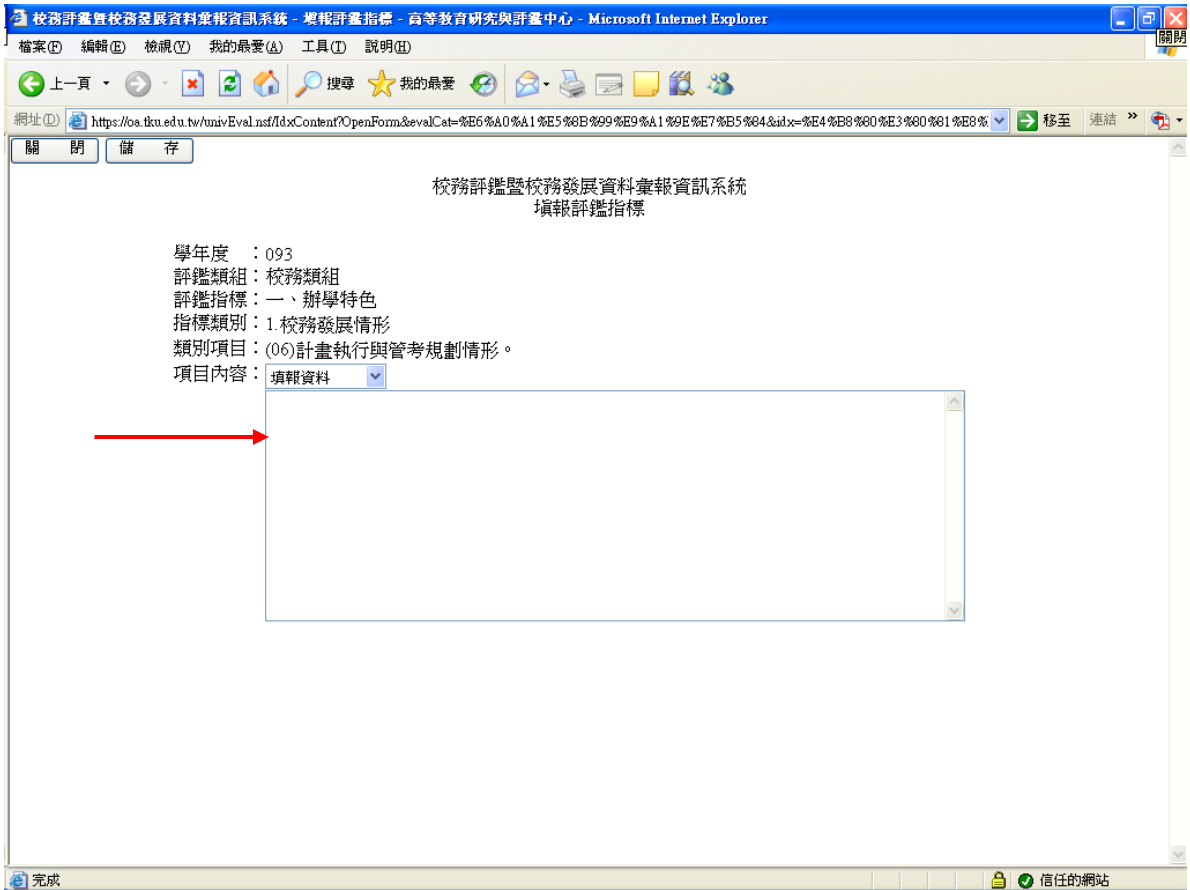 校務評鑑暨校務發展資料彙報資訊系統 - 填報評鑑指標 - 高等教育研究與評鑑中心 - Microsoft Internet Explorer
關閉
檔案(F) 編輯(E) 檢視(V) 我的最愛(A) 工具(T) 說明(H)
上一頁 搜尋 我的最愛
網址(D) https://oa.tku.edu.tw/univEval.nsf/IdxContent?OpenForm&evalCat=%E6%A0%A1%E5%8B%99%E9%A1%9E%E7%B5%84&idx=%E4%B8%80%E3%80%81%E8% 移至 連結 »
關 閉 儲 存
校務評鑑暨校務發展資料彙報資訊系統
填報評鑑指標
學年度 ：093
評鑑類組：校務類組
評鑑指標：一、辦學特色
指標類別：1.校務發展情形
類別項目：(06)計畫執行與管考規劃情形。
項目內容：填報資料
完成 信任的網站